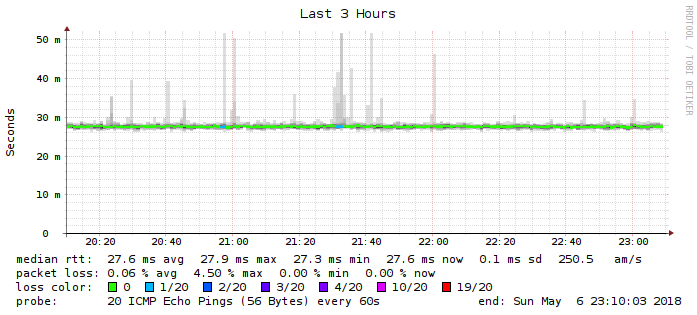 Last 3 Hours
RRDTOOL / TOBI OETIKER
Seconds
50 m
40 m
30 m
20 m
10 m
0
20:20 20:40 21:00 21:20 21:40 22:00 22:20 22:40 23:00
median rtt: 27.6 ms avg 27.9 ms max 27.3 ms min 27.6 ms now 0.1 ms sd 250.5 am/s
packet loss: 0.06 % avg 4.50 % max 0.00 % min 0.00 % now
loss color: 0 1/20 2/20 3/20 4/20 10/20 19/20
probe: 20 ICMP Echo Pings (56 Bytes) every 60s end: Sun May 6 23:10:03 2018